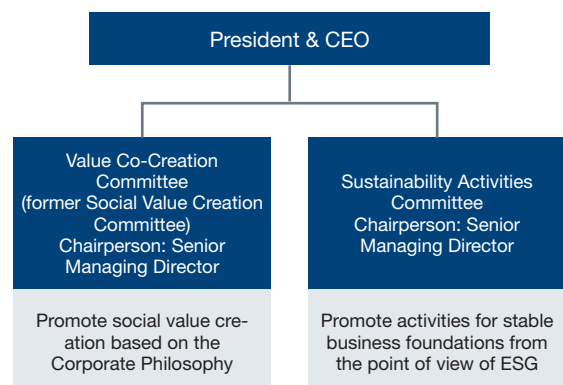 President & CEO
Value Co-Creation
Committee
(former Social Value Creation
Committee)
Chairperson: Senior
Managing Director
Promote social value cre-
ation based on the
Corporate Philosophy
Sustainability Activities
Committee
Chairperson: Senior
Managing Director
Promote activities for stable
business foundations from
the point of view of ESG